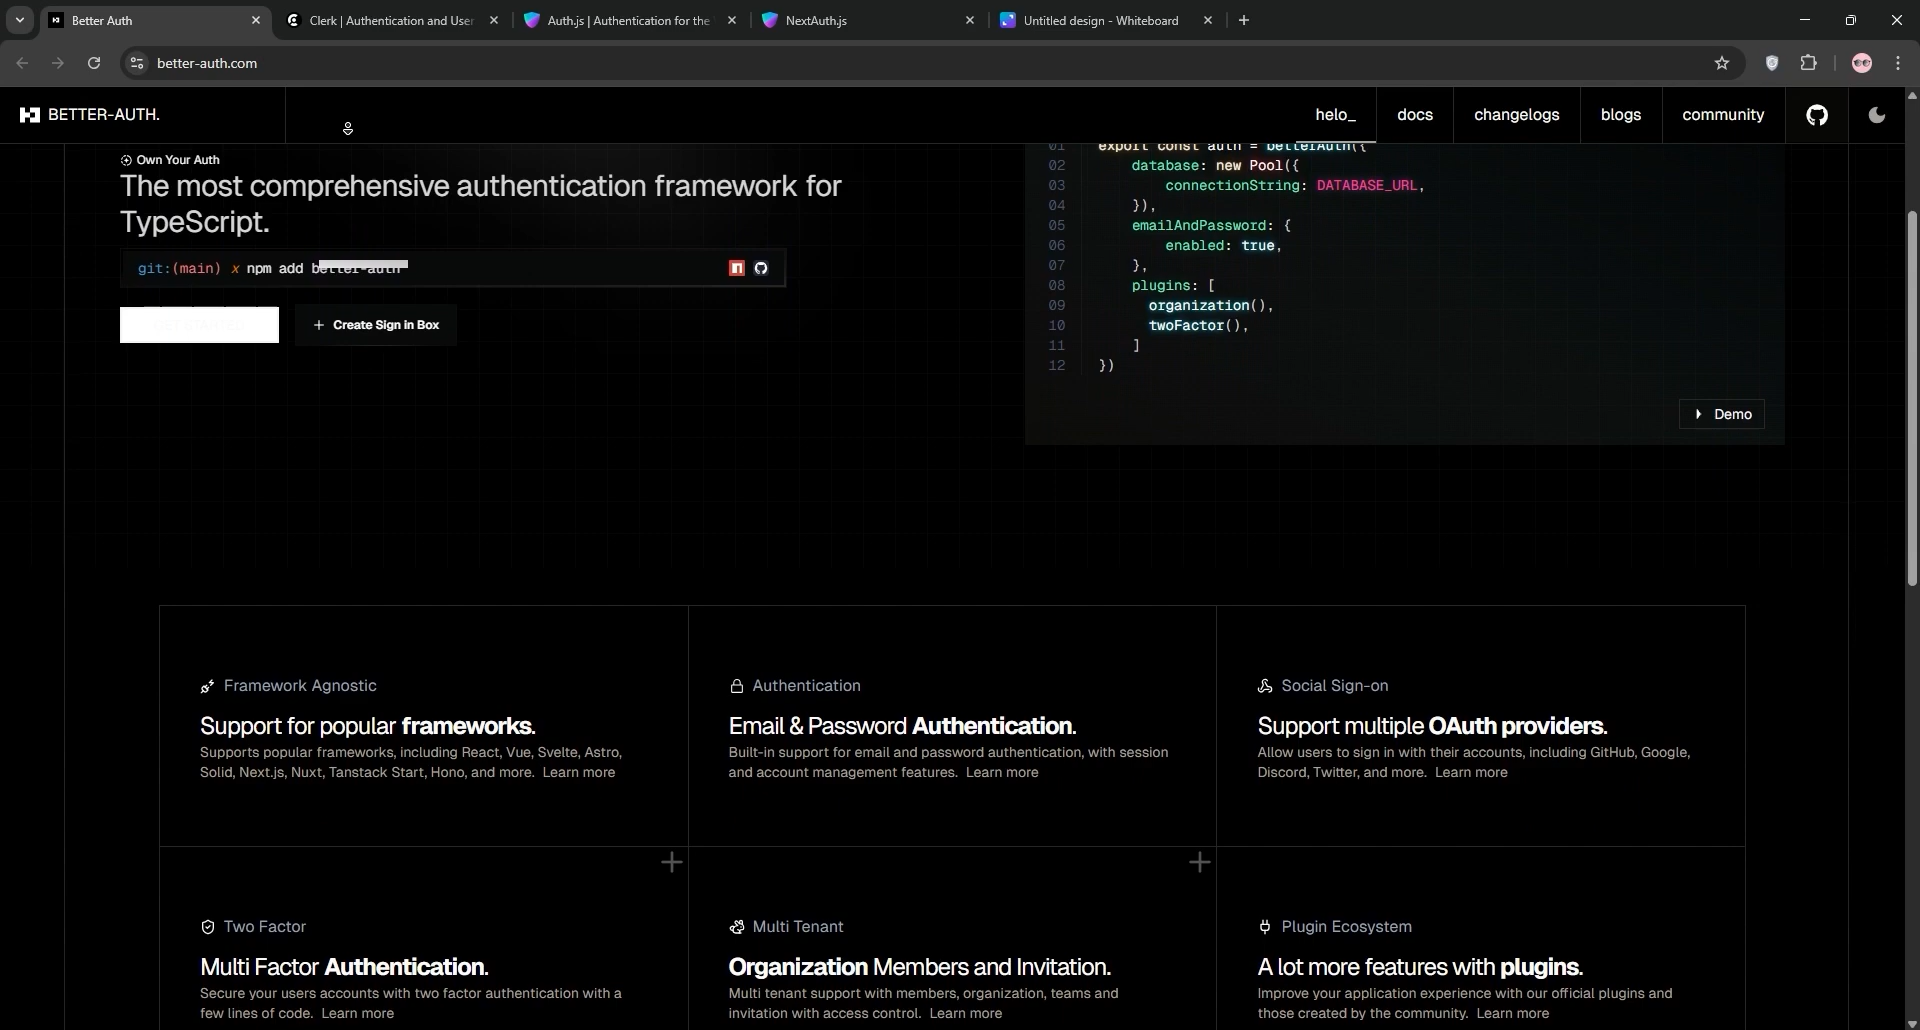 Better Auth
Clerk | Authentication and User
Auth.js | Authentication for the
NextAuth.js
Untitled design - Whiteboard
better-auth.com
BETTER-AUTH.
helo_
docs
changelogs
blogs
community
Own Your Auth
The most comprehensive authentication framework for
TypeScript.
git:(main) x npm add better-auth
Create Sign in Box
01 export const auth = betterAuth({
02 database: new Pool({
03 connectionString: DATABASE_URL,
04 }),
05 emailAndPassword: {
06 enabled: true,
07 },
08 plugins: [
09 organization(),
10 twoFactor(),
11 ]
12 })
Demo
Framework Agnostic
Support for popular frameworks.
Supports popular frameworks, including React, Vue, Svelte, Astro,
Solid, Next.js, Nuxt, Tanstack Start, Hono, and more. Learn more
Authentication
Email & Password Authentication.
Built-in support for email and password authentication, with session
and account management features. Learn more
Social Sign-on
Support multiple OAuth providers.
Allow users to sign in with their accounts, including GitHub, Google,
Discord, Twitter, and more. Learn more
Two Factor
Multi Factor Authentication.
Secure your users accounts with two factor authentication with a
few lines of code. Learn more
Multi Tenant
Organization Members and Invitation.
Multi tenant support with members, organization, teams and
invitation with access control. Learn more
Plugin Ecosystem
A lot more features with plugins.
Improve your application experience with our official plugins and
those created by the community. Learn more